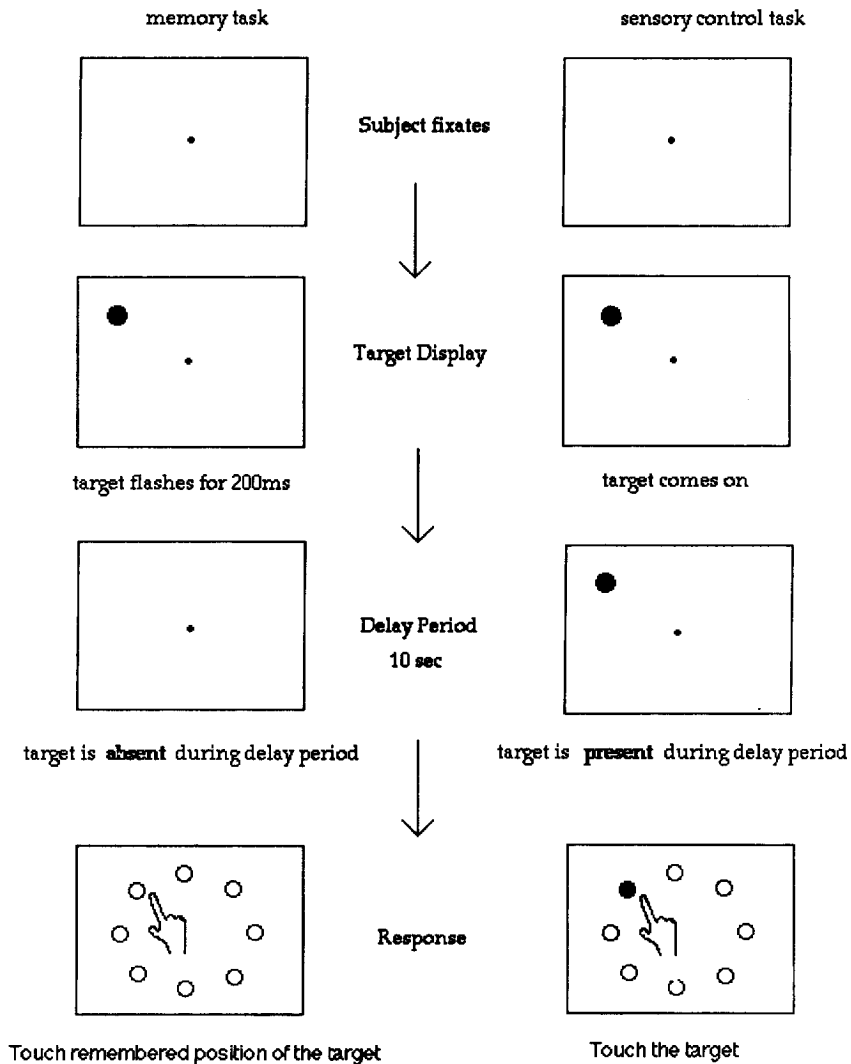 memory task
sensory control task
Subject fixates
Target Display
target flashes for 200ms
target comes on
Delay Period
10 sec
target is absent during delay period
target is present during delay period
Response
Touch remembered position of the target
Touch the target